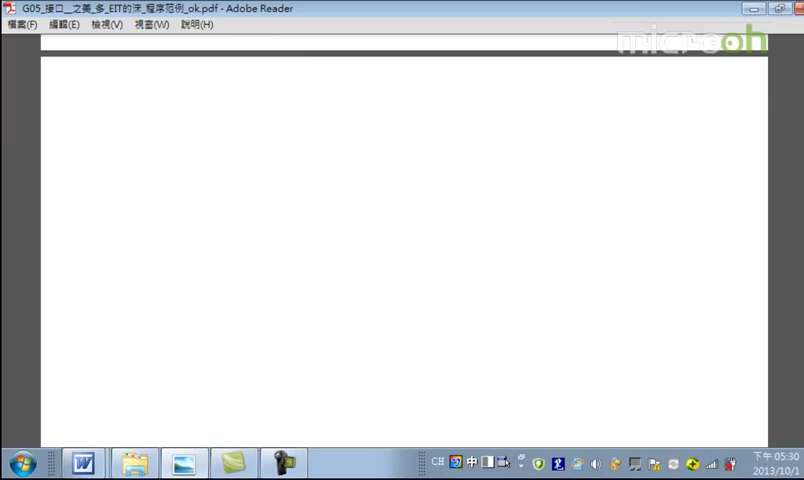 G05_接口__之美_多_EIT的床_程序范例_ok.pdf - Adobe Reader
檔案(F) 編輯(E) 檢視(V) 視窗(W) 說明(H)
microoh
CH 中
下午 05:30
2013/10/1